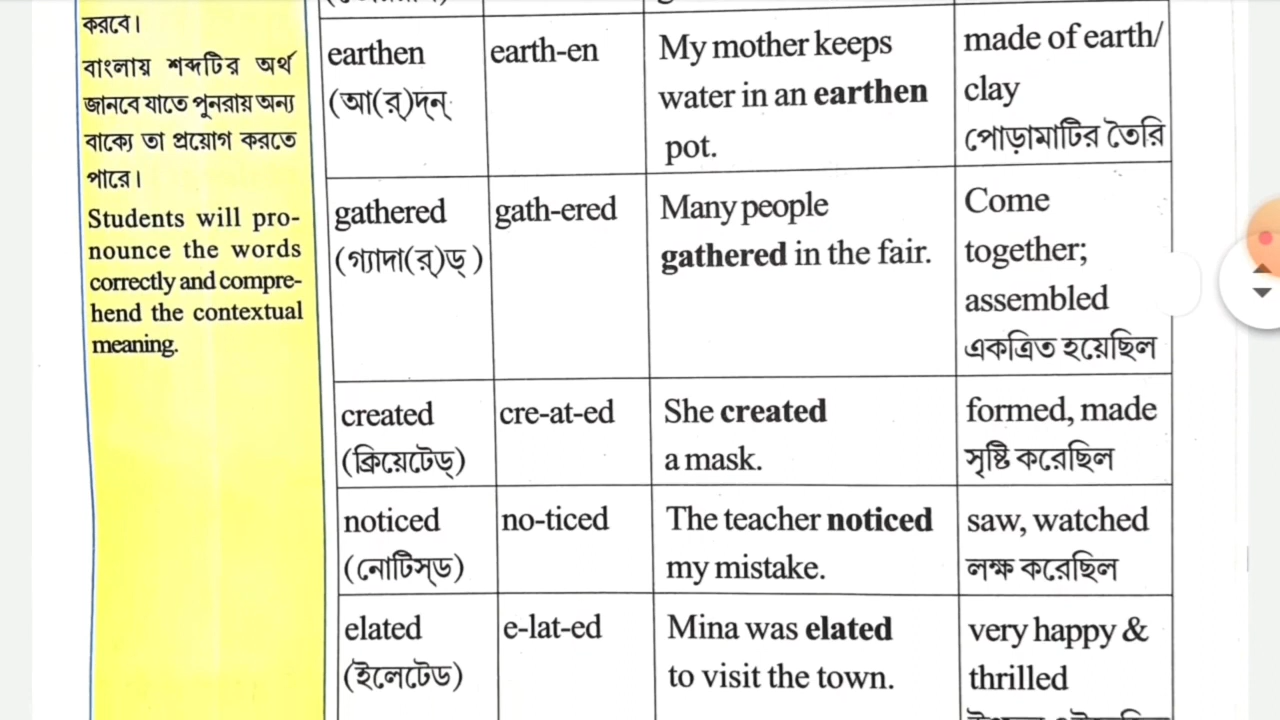 করবে।
বাংলায় শব্দটির অর্থ
জানবে যাতে পুনরায় অন্য
বাক্যে তা প্রয়োগ করতে
পারে।
Students will pro-
nounce the words
correctly and compre-
hend the contextual
meaning.
earthen
(আ(র্)দন্)
earth-en
My mother keeps
water in an earthen
pot.
made of earth/
clay
পোড়ামাটির তৈরি
gathered
(গ্যাদা(র্)ড্)
gath-ered
Many people
gathered in the fair.
Come
together;
assembled
একত্রিত হয়েছিল
created
(ক্রিয়েটেড্)
cre-at-ed
She created
a mask.
formed, made
সৃষ্টি করেছিল
noticed
(নোটিস্ড)
no-ticed
The teacher noticed
my mistake.
saw, watched
লক্ষ করেছিল
elated
(ইলেটেড)
e-lat-ed
Mina was elated
to visit the town.
very happy &
thrilled